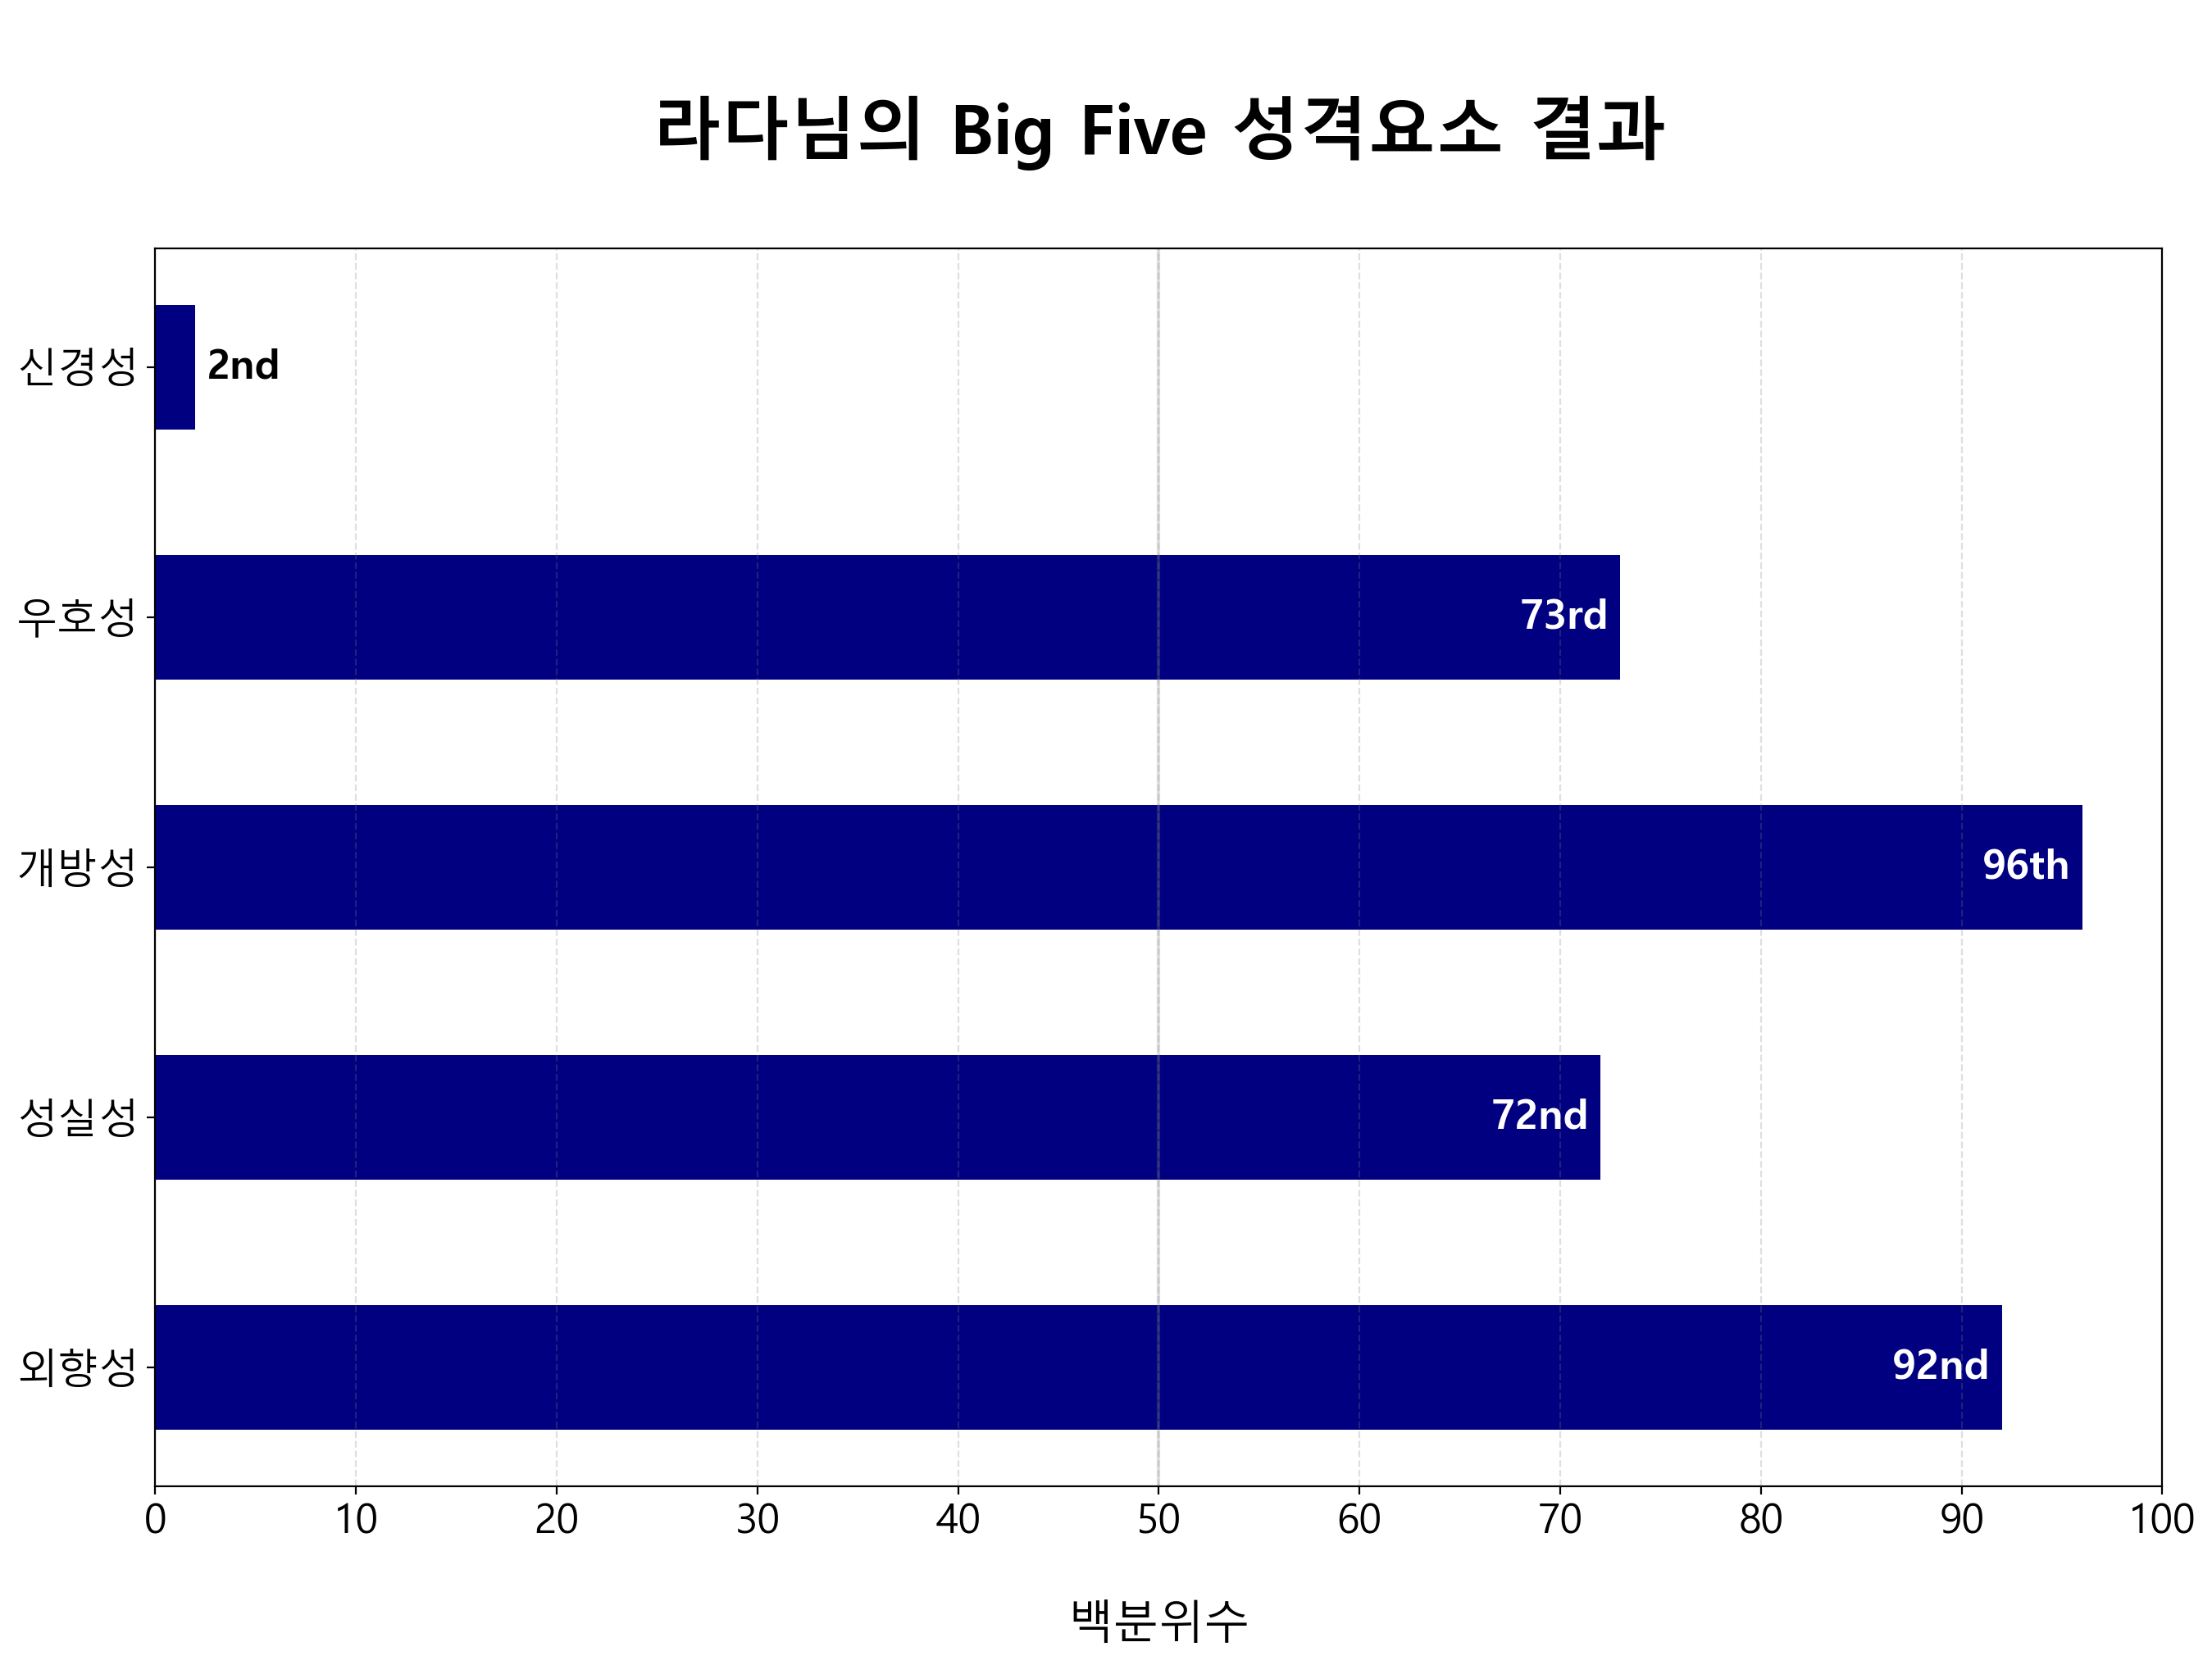 라다님의 Big Five 성격요소 결과
신경성 2nd
우호성 73rd
개방성 96th
성실성 72nd
외향성 92nd
0 10 20 30 40 50 60 70 80 90 100
백분위수